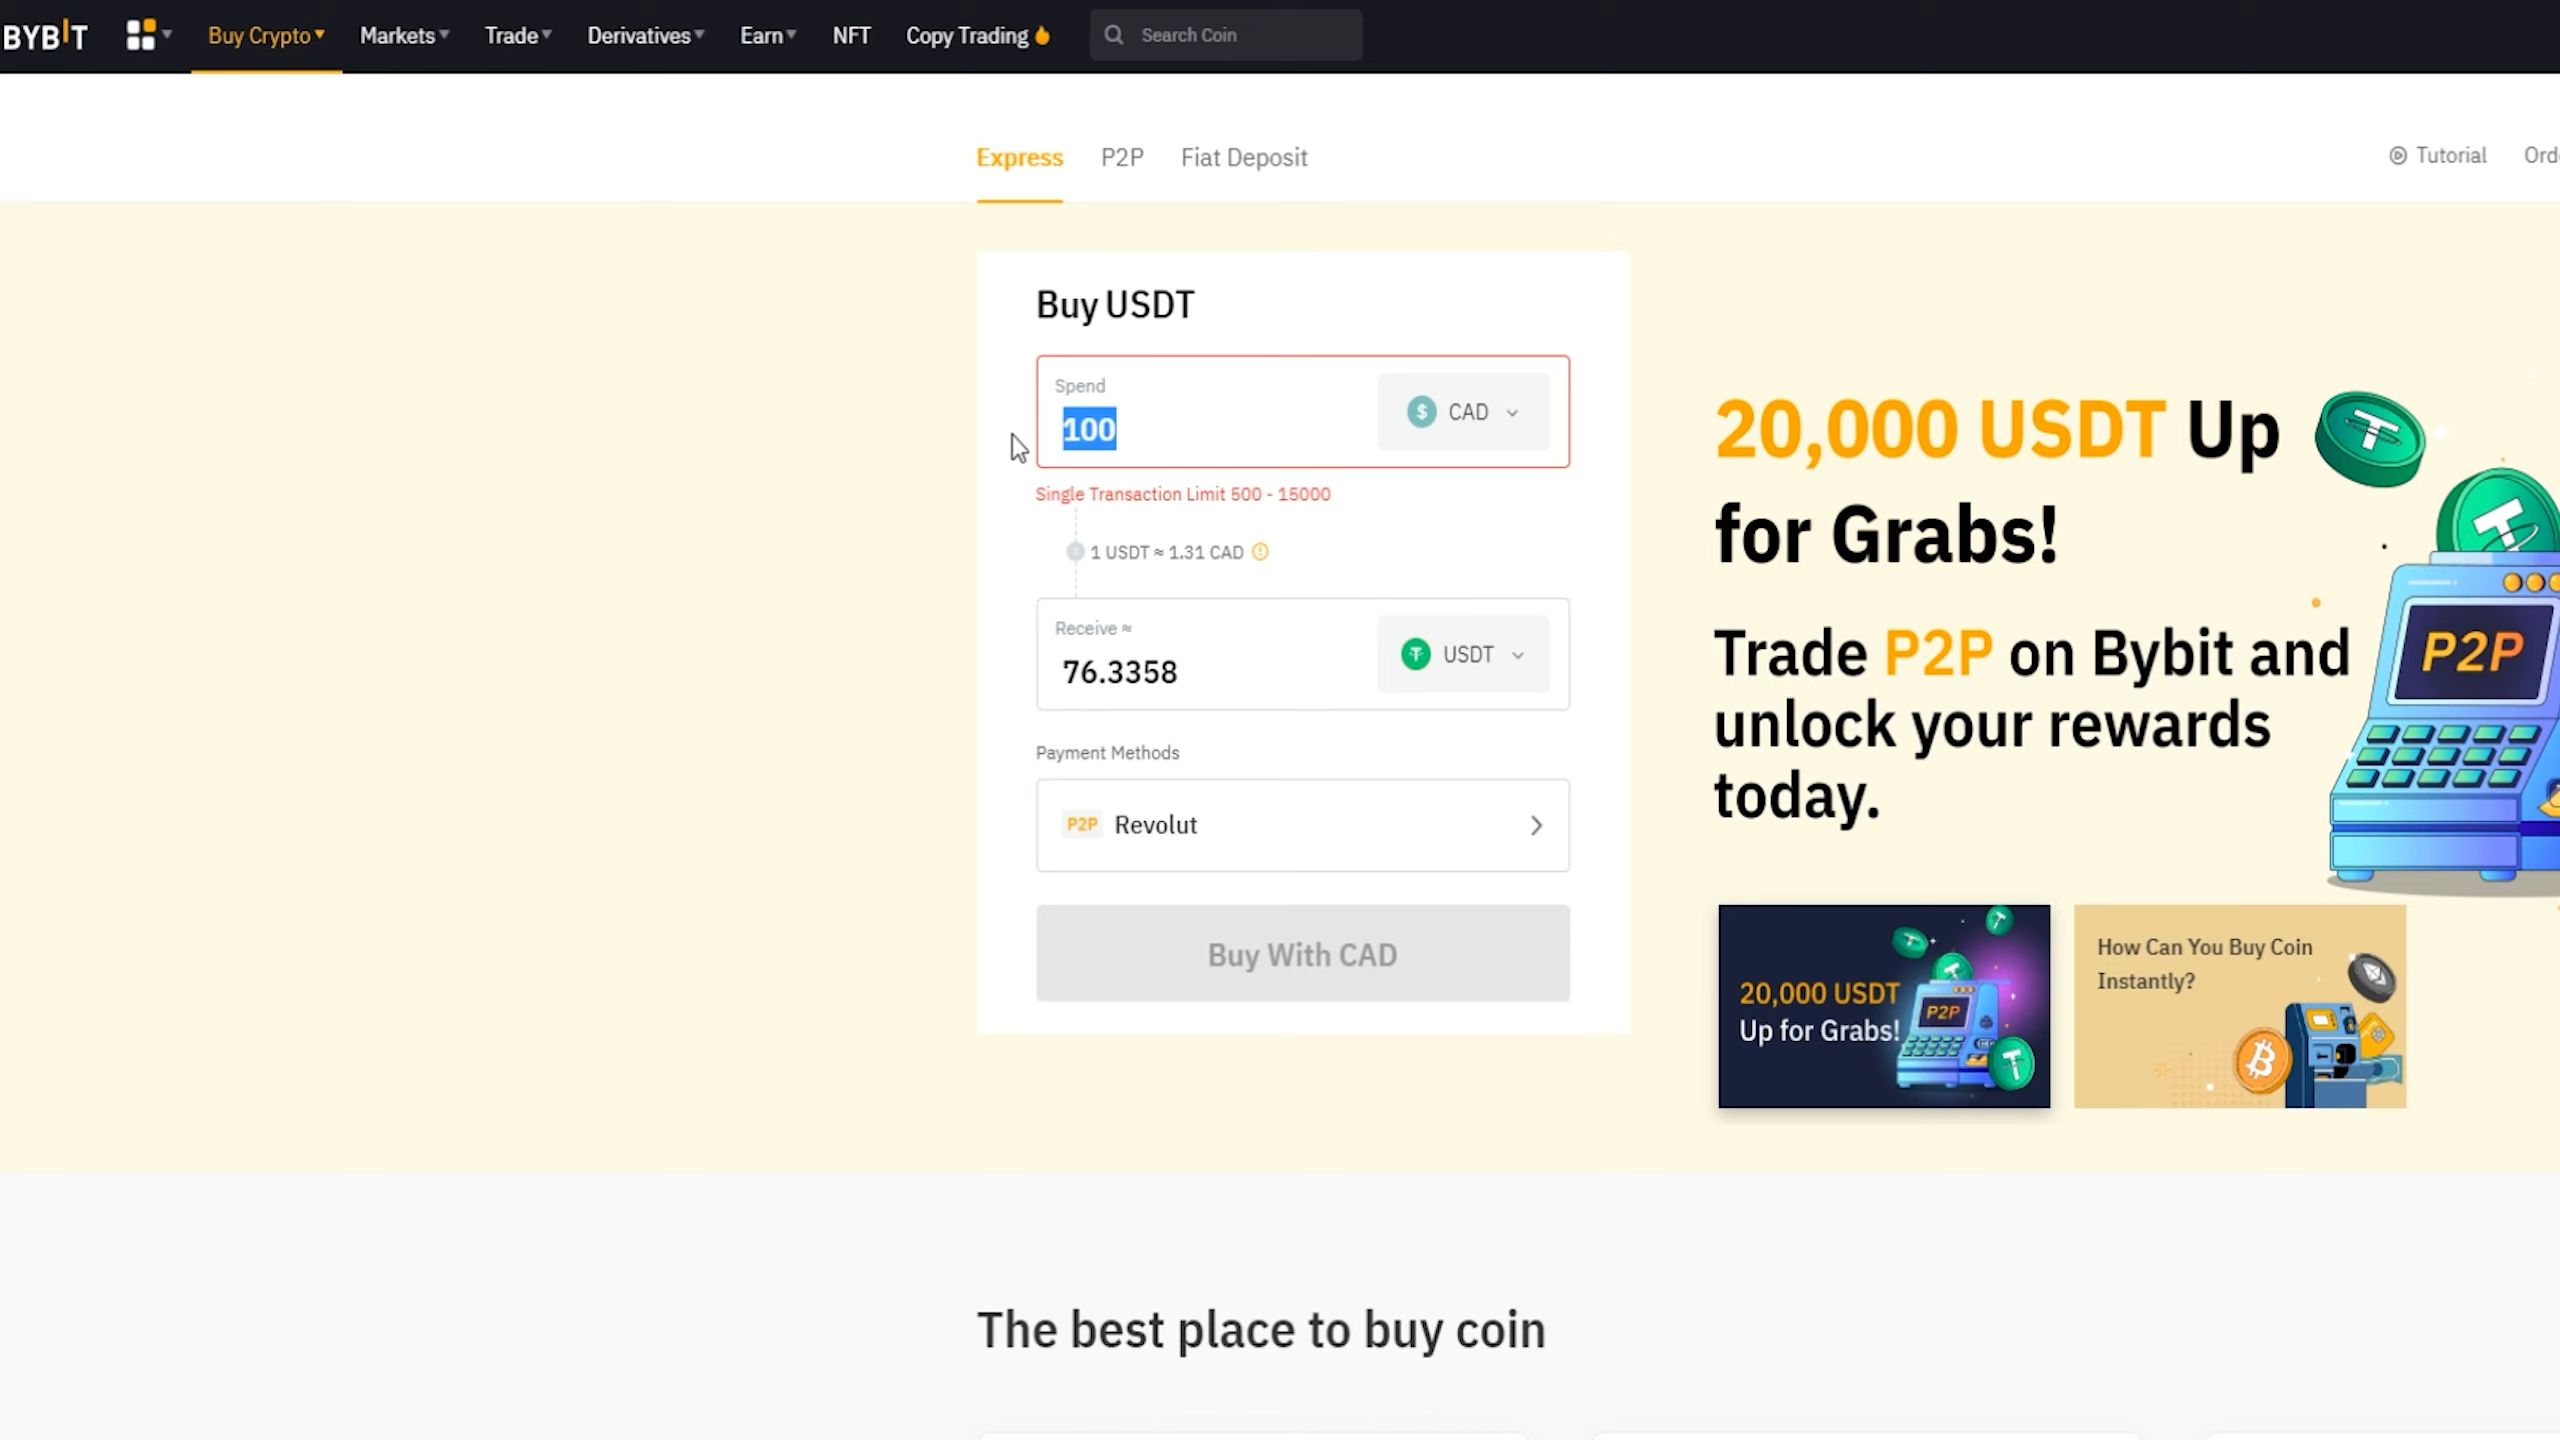 BYBIT
Buy Crypto
Markets
Trade
Derivatives
Earn
NFT
Copy Trading
Search Coin
Express
P2P
Fiat Deposit
Tutorial
Buy USDT
Spend
100
CAD
Single Transaction Limit 500 - 15000
1 USDT ≈ 1.31 CAD
Receive ≈
76.3358
USDT
Payment Methods
P2P Revolut
Buy With CAD
20,000 USDT Up
for Grabs!
Trade P2P on Bybit and
unlock your rewards
today.
P2P
20,000 USDT
Up for Grabs!
P2P
How Can You Buy Coin
Instantly?
The best place to buy coin